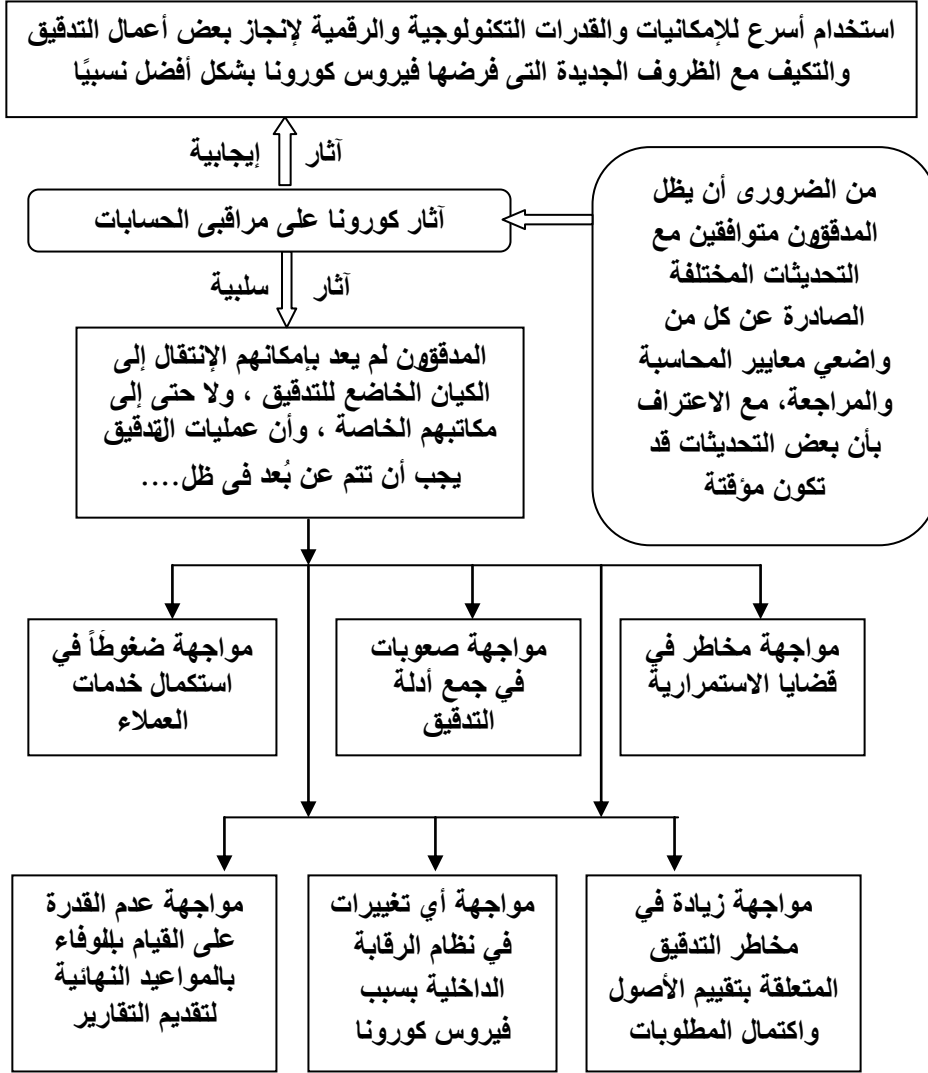 استخدام أسرع للإمكانيات والقدرات التكنولوجية والرقمية لإنجاز بعض أعمال التدقيق
والتكيف مع الظروف الجديدة التى فرضها فيروس كورونا بشكل أفضل نسبيًا
آثار إيجابية
من الضرورى أن يظل
المدققون متوافقين مع
التحديثات المختلفة
الصادرة عن كل من
واضعي معايير المحاسبة
والمراجعة، مع الاعتراف
بأن بعض التحديثات قد
تكون مؤقتة
آثار كورونا على مراقبى الحسابات
آثار سلبية
المدققون لم يعد بإمكانهم الإنتقال إلى
الكيان الخاضع للتدقيق ، ولا حتى إلى
مكاتبهم الخاصة ، وأن عمليات التدقيق
يجب أن تتم عن بُعد فى ظل....
مواجهة مخاطر في
قضايا الاستمرارية
مواجهة صعوبات
في جمع أدلة
التدقيق
مواجهة ضغوطاً في
استكمال خدمات
العملاء
مواجهة زيادة في
مخاطر التدقيق
المتعلقة بتقييم الأصول
واكتمال المطلوبات
مواجهة أي تغييرات
في نظام الرقابة
الداخلية بسبب
فيروس كورونا
مواجهة عدم القدرة
على القيام بالوفاء
بالمواعيد النهائية
لتقديم التقارير